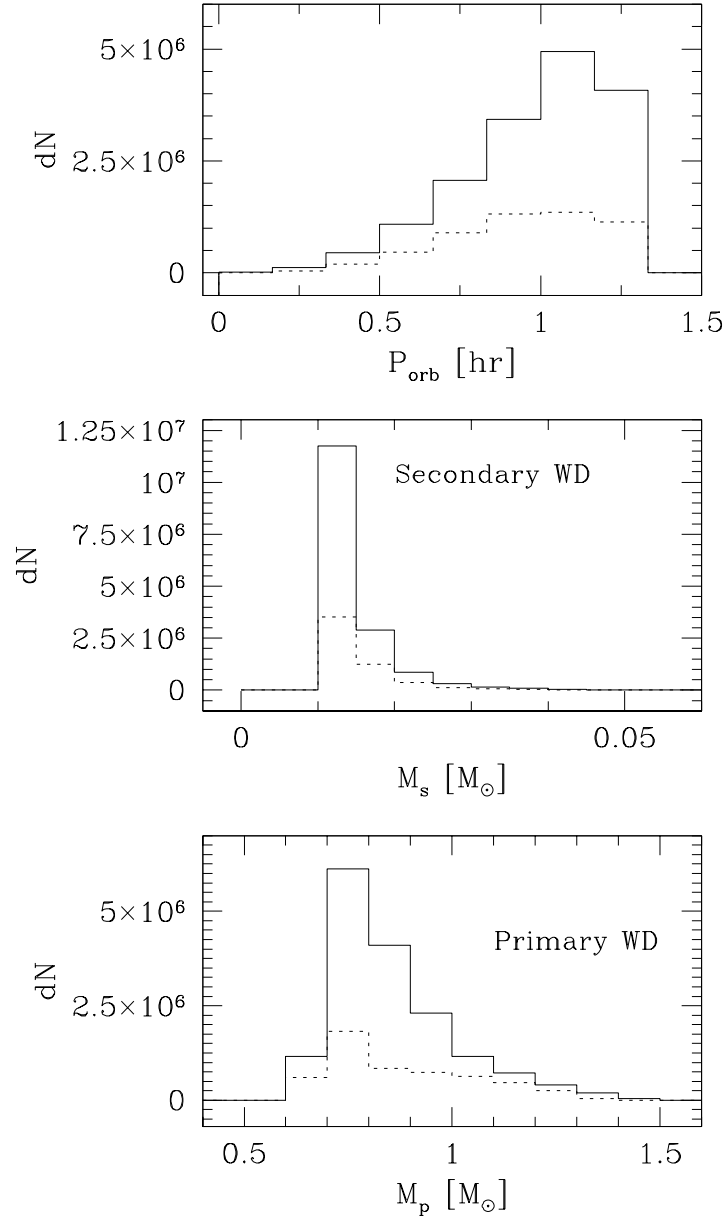 5×10⁶
2.5×10⁶
0
dN
0 0.5 1 1.5
P_orb [hr]
1.25×10⁷
10⁷
7.5×10⁶
5×10⁶
2.5×10⁶
0
dN
Secondary WD
0 0.05
M_s [M_⊙]
5×10⁶
2.5×10⁶
0
dN
Primary WD
0.5 1 1.5
M_p [M_⊙]